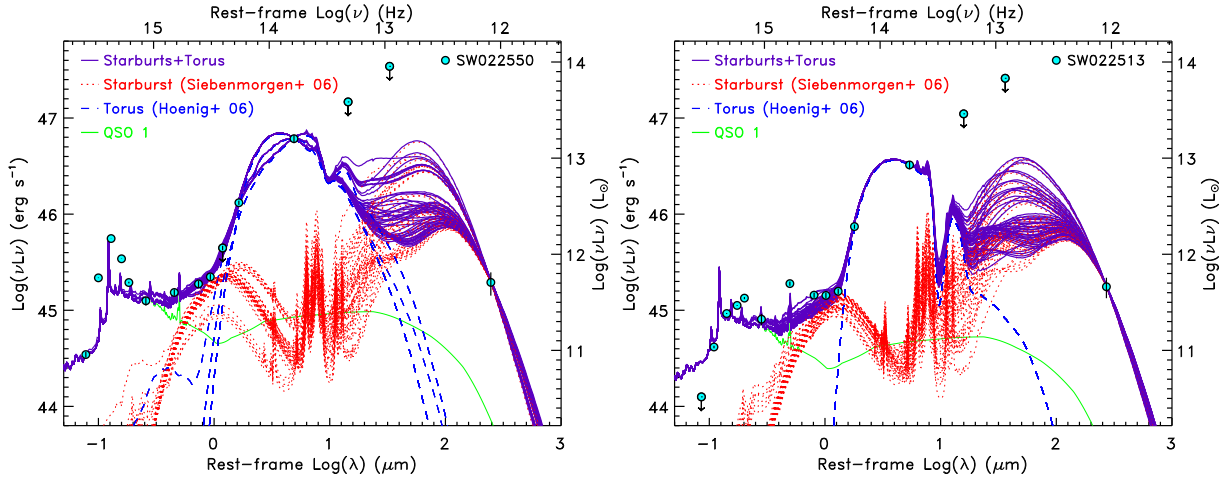 Rest-frame Log(ν) (Hz)
15 14 13
Starburts+Torus
Starburst (Siebenmorgen+ 06)
Torus (Hoenig+ 06)
QSO 1
SW022550
Log(νLν) (erg s⁻¹)
47
46
45
44
Log(νLν) (L☉)
14
13
12
11
−1 0 1 2 3
Rest-frame Log(λ) (μm)
Rest-frame Log(ν) (Hz)
15 14 13
Starburts+Torus
Starburst (Siebenmorgen+ 06)
Torus (Hoenig+ 06)
QSO 1
SW022513
Log(νLν) (erg s⁻¹)
47
46
45
44
Log(νLν) (L☉)
14
13
12
11
−1 0 1 2 3
Rest-frame Log(λ) (μm)